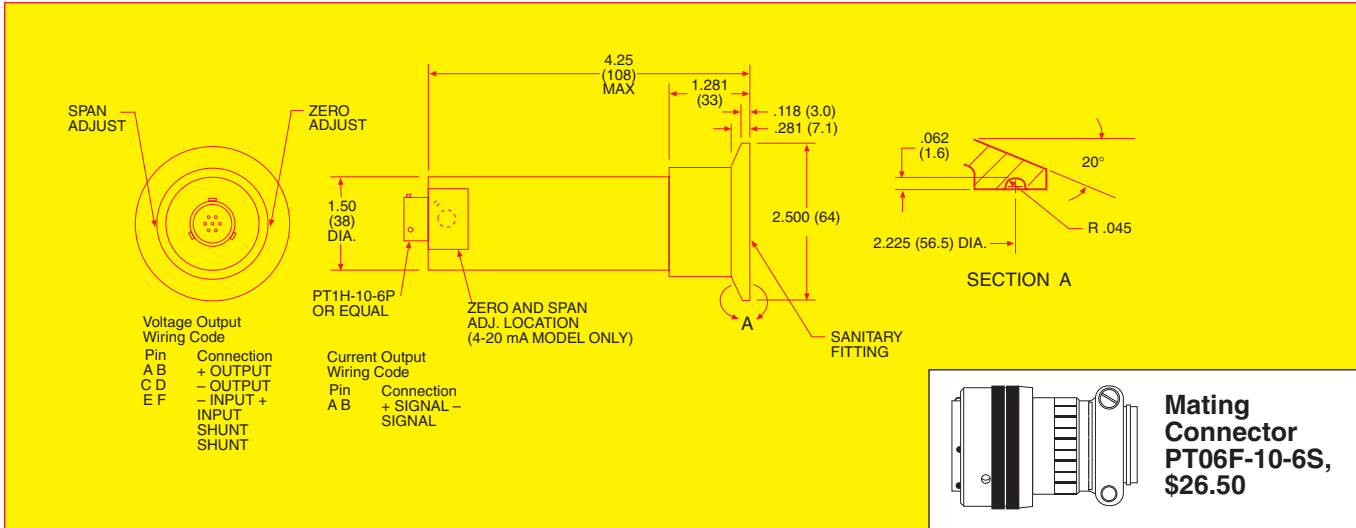 SPAN
ADJUST
ZERO
ADJUST
4.25
(108)
MAX
1.281
(33)
.118 (3.0)
.281 (7.1)
1.50
(38)
DIA.
2.500 (64)
PT1H-10-6P
OR EQUAL
ZERO AND SPAN
ADJ. LOCATION
(4-20 mA MODEL ONLY)
A
SANITARY
FITTING
.062
(1.6)
20°
R .045
2.225 (56.5) DIA.
SECTION A
Voltage Output
Wiring Code
Pin Connection
A B + OUTPUT
C D – OUTPUT
E F – INPUT +
INPUT
SHUNT
SHUNT
Current Output
Wiring Code
Pin Connection
A B + SIGNAL –
SIGNAL
Mating
Connector
PT06F-10-6S,
$26.50